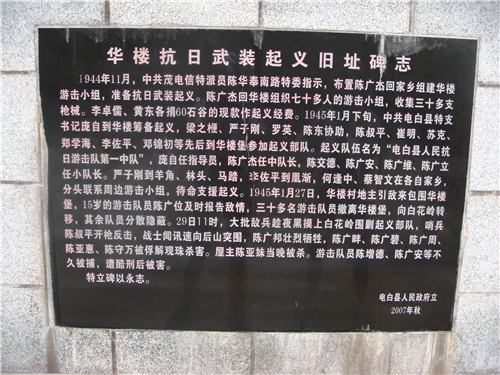 华楼抗日武装起义旧址碑志
1944年11月，中共茂电信特派员陈华奉南路特委指示，布置陈广杰回家乡组建华楼
游击小组，准备抗日武装起义。陈广杰回华楼组织七十多人的游击小组，收集三十多支
枪械。李卓儒、黄东各捐60石谷的现款作起义经费。1945年1月下旬，中共电白县特支
书记庞自到华楼筹备起义，梁之楩、严子刚、罗英、陈东协助，陈叔平、崔明、苏克、
郑学海、李佐平、邓锦初等先后到华楼堡参加起义部队。起义队伍名为“电白县人民抗
日游击队第一中队”，庞自任指导员，陈广杰任中队长。陈支德、陈广安、陈广维、陈广立
任小队长。严子刚到羊角、林头、马踏，李佐平到凰渐，何逢中、蔡智文在各自家乡，
分头联系周边游击小组，待命支援起义。1945年1月27日，华楼村地主引敌来包围华楼
堡，15岁的游击队员陈广位及时报告敌情，三十多名游击队员撤离华楼堡，向白花岭转
移，其余队员分散隐蔽。29日11时，大批敌兵趁夜围剿摸上白花岭的起义部队，哨兵
陈叔平开枪反击，战士闻讯速向后山突围，陈广邦壮烈牺牲，陈广畔、陈广碧、陈广周、
陈亚惠、陈守万被俘解现珠杀害。屋主陈亚妹当晚被杀。游击队员陈增德、陈广安等不
久被捕，遭酷刑后被害。
特立碑以永志。
电白县人民政府立
2007年秋